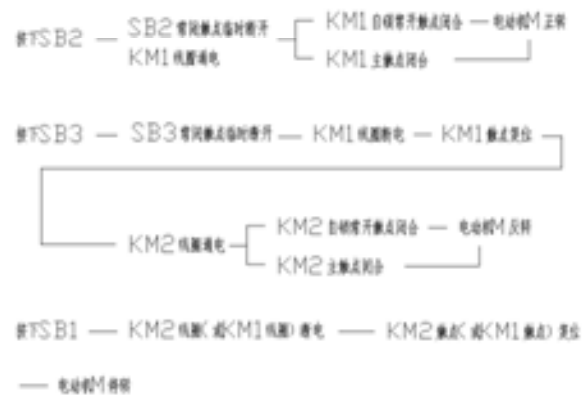 按下SB2 — SB2常闭触点临时断开 KM1自锁常开触点闭合 — 电动机M正转
KM1线圈通电 KM1主触点闭合
按下SB3 — SB3常闭触点临时断开 — KM1线圈断电 — KM1触点复位
KM2线圈通电 KM2自锁常开触点闭合 — 电动机M反转
KM2主触点闭合
按下SB1 — KM2线圈(或KM1线圈)断电 — KM2触点(或KM1触点)复位
— 电动机M停转